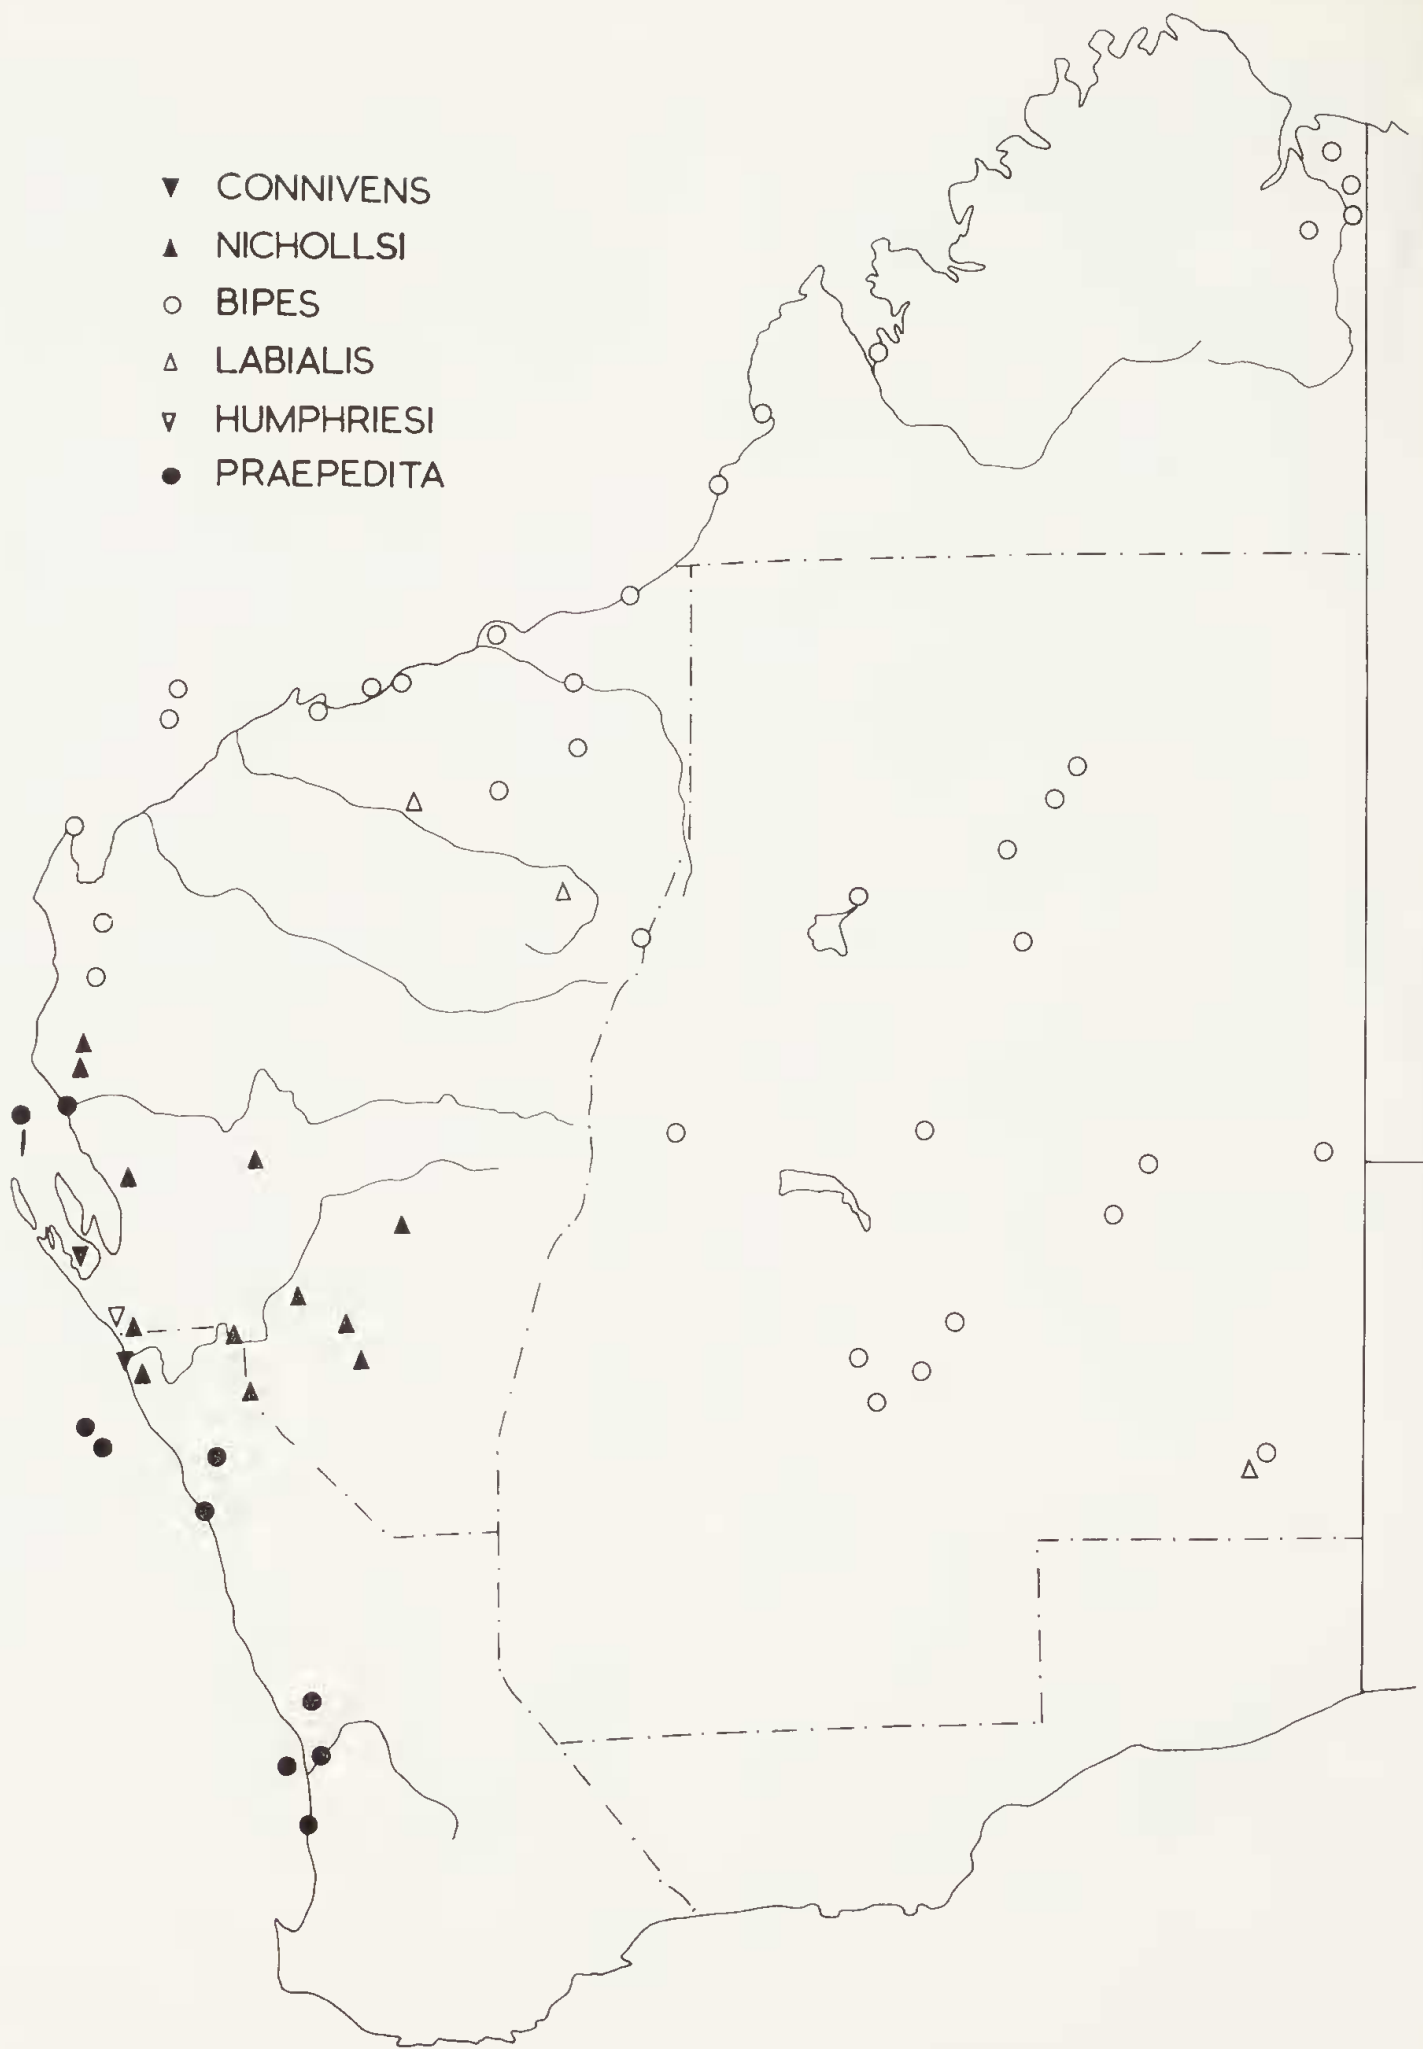 CONNIVENS
NICHOLLSI
BIPES
LABIALIS
HUMPHRIESI
PRAEPEDITA